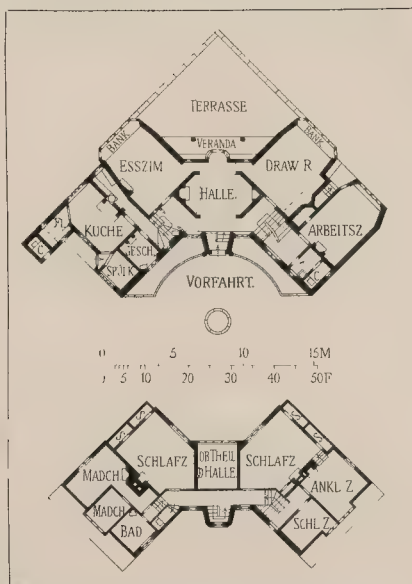 TERRASSE
BANK
VERANDA
BANK
ESSZIM
DRAW R
HALLE.
KUCHE
ARBEITSZ
GESCH.
SPÜLK
VORFAHRT.
0 5 10 15M
5 10 20 30 40 50F
S S
S S
SCHLAFZ
OB THEIL
D HALLE
SCHLAFZ
MADCH
ANKL Z
MADCH Z
SCHL Z
BAD